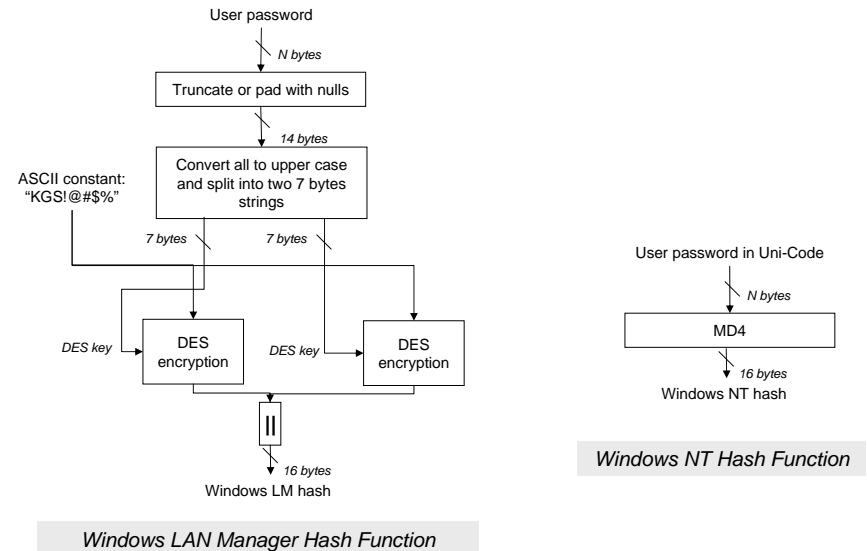 User password
N bytes
Truncate or pad with nulls
14 bytes
Convert all to upper case
and split into two 7 bytes
strings
ASCII constant:
“KGS!@#$%”
7 bytes
7 bytes
DES key
DES
encryption
DES key
DES
encryption
||
16 bytes
Windows LM hash
Windows LAN Manager Hash Function
User password in Uni-Code
N bytes
MD4
16 bytes
Windows NT hash
Windows NT Hash Function